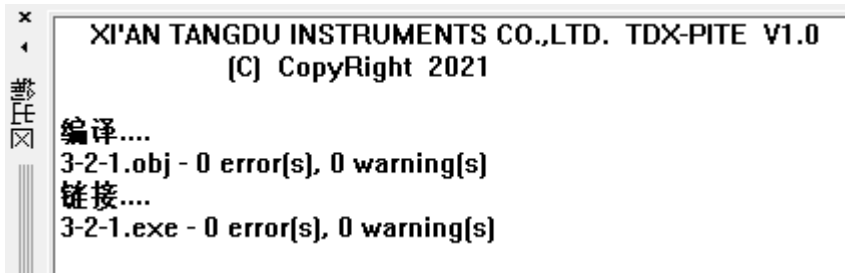 XI'AN TANGDU INSTRUMENTS CO.,LTD. TDX-PITE V1.0
(C) CopyRight 2021
编译....
3-2-1.obj - 0 error(s), 0 warning(s)
链接....
3-2-1.exe - 0 error(s), 0 warning(s)